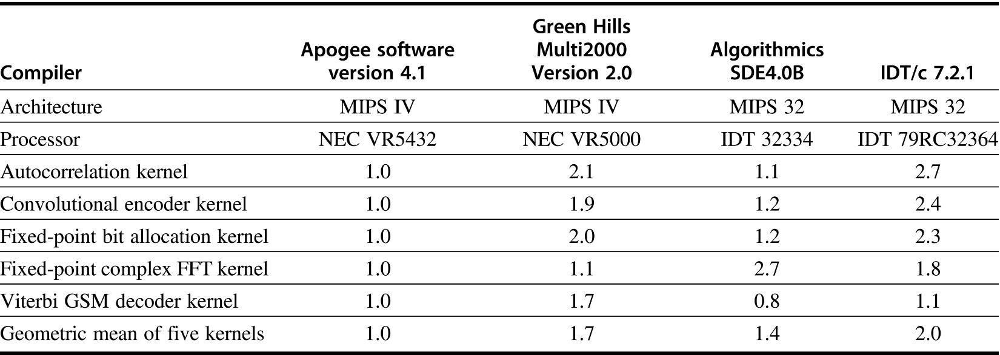 Compiler Apogee software version 4.1 Green Hills Multi2000 Version 2.0 Algorithmics SDE4.0B IDT/c 7.2.1
Architecture MIPS IV MIPS IV MIPS 32 MIPS 32
Processor NEC VR5432 NEC VR5000 IDT 32334 IDT 79RC32364
Autocorrelation kernel 1.0 2.1 1.1 2.7
Convolutional encoder kernel 1.0 1.9 1.2 2.4
Fixed-point bit allocation kernel 1.0 2.0 1.2 2.3
Fixed-point complex FFT kernel 1.0 1.1 2.7 1.8
Viterbi GSM decoder kernel 1.0 1.7 0.8 1.1
Geometric mean of five kernels 1.0 1.7 1.4 2.0